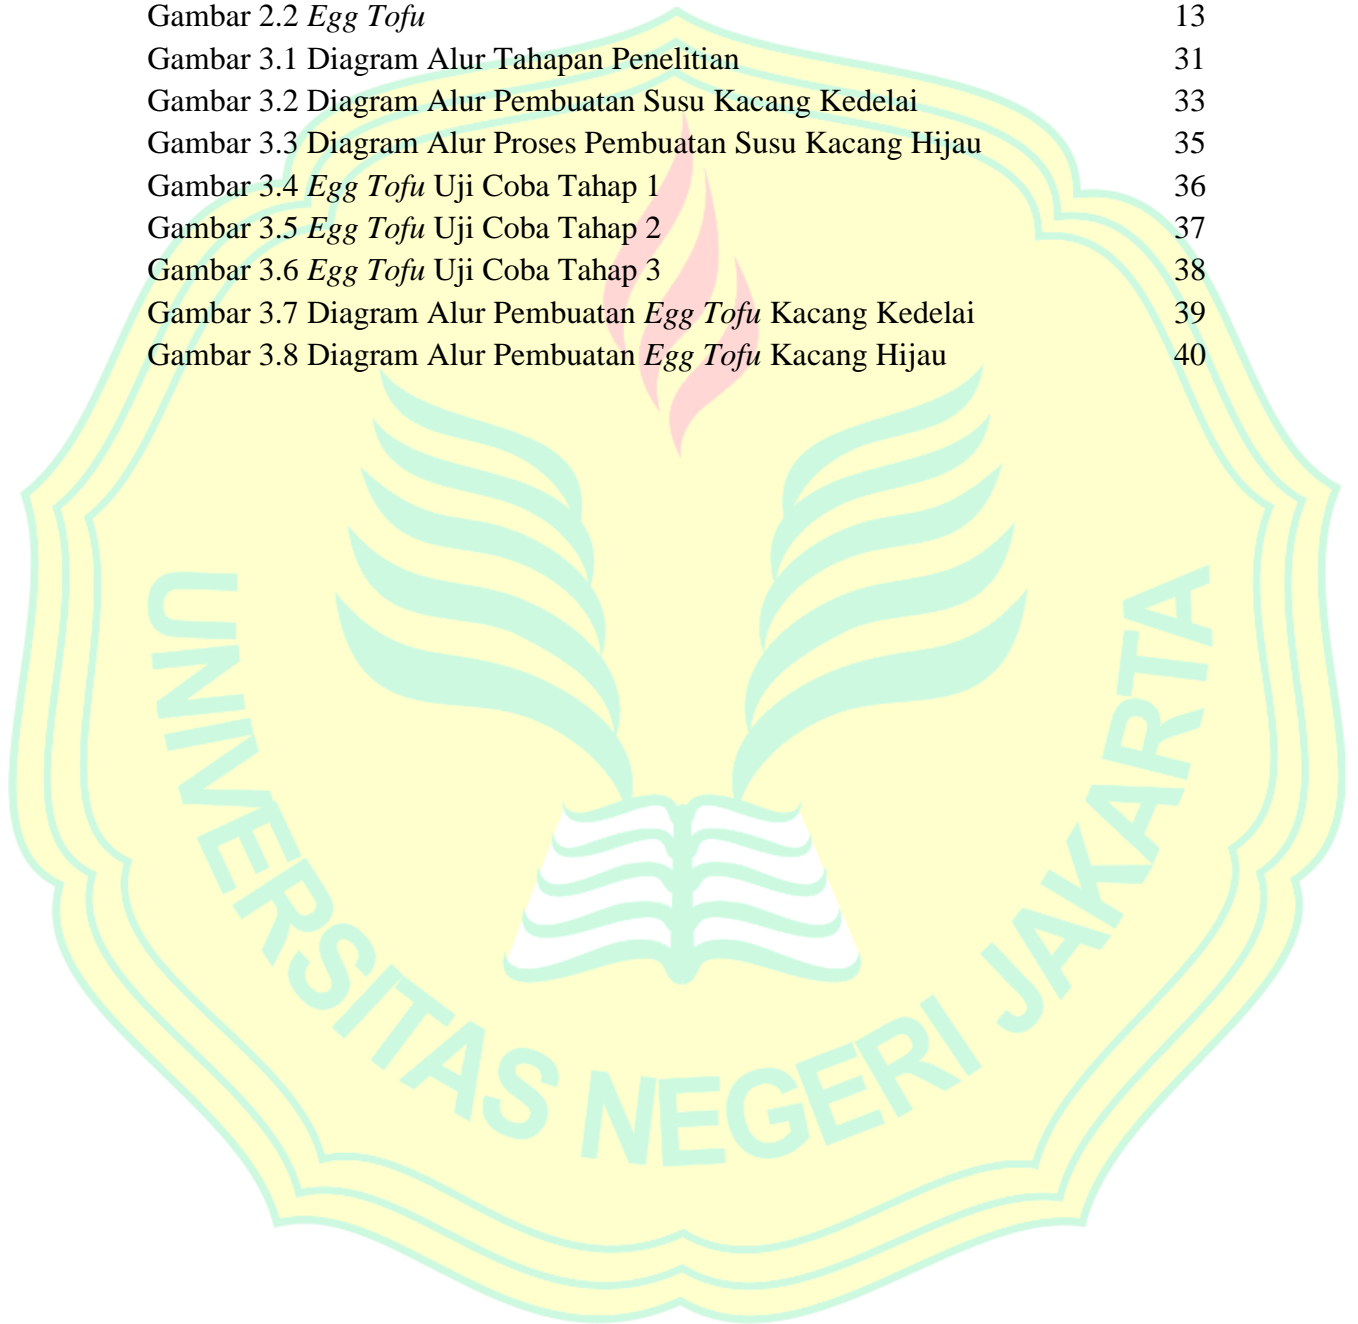 Gambar 2.2 Egg Tofu 13
Gambar 3.1 Diagram Alur Tahapan Penelitian 31
Gambar 3.2 Diagram Alur Pembuatan Susu Kacang Kedelai 33
Gambar 3.3 Diagram Alur Proses Pembuatan Susu Kacang Hijau 35
Gambar 3.4 Egg Tofu Uji Coba Tahap 1 36
Gambar 3.5 Egg Tofu Uji Coba Tahap 2 37
Gambar 3.6 Egg Tofu Uji Coba Tahap 3 38
Gambar 3.7 Diagram Alur Pembuatan Egg Tofu Kacang Kedelai 39
Gambar 3.8 Diagram Alur Pembuatan Egg Tofu Kacang Hijau 40
UNIVERSITAS NEGERI JAKARTA